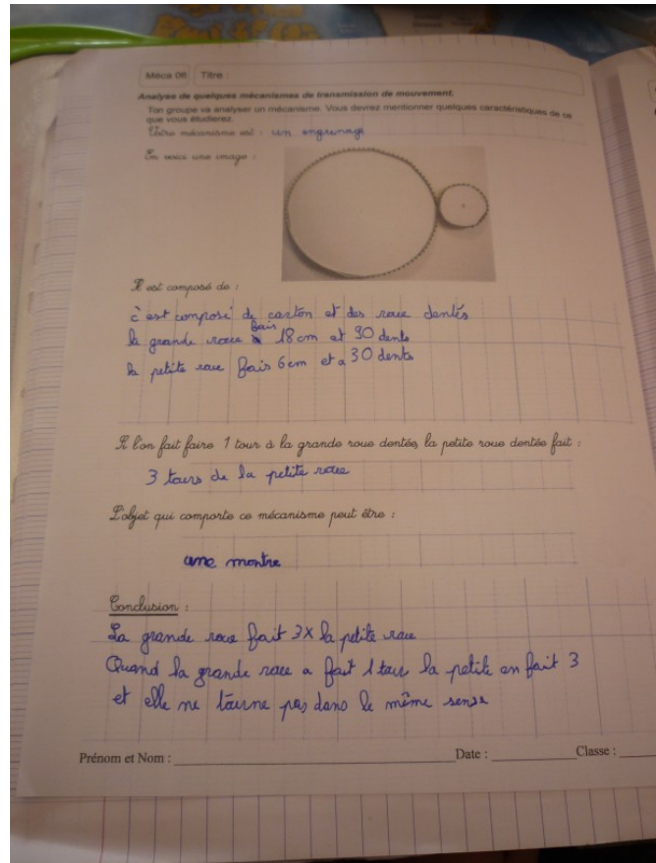 Méca 06 Titre :
Analyse de quelques mécanismes de transmission de mouvement.
Ton groupe va analyser un mécanisme. Vous devrez mentionner quelques caractéristiques de ce
que vous étudierez.
Votre mécanisme est : un engrenage
En voici une image :
Il est composé de :
c'est composé de carton et des roue dentés
la grande roue fais 18 cm et 90 dents
la petite roue fais 6 cm et a 30 dents
Si l'on fait faire 1 tour à la grande roue dentée, la petite roue dentée fait :
3 tours de la petite roue
L'objet qui comporte ce mécanisme peut être :
une montre
Conclusion :
La grande roue fait 3X la petite roue
Quand la grande roue a fait 1 tour la petite en fait 3
et elle ne tourne pas dans le même sens
Prénom et Nom : Date : Classe :